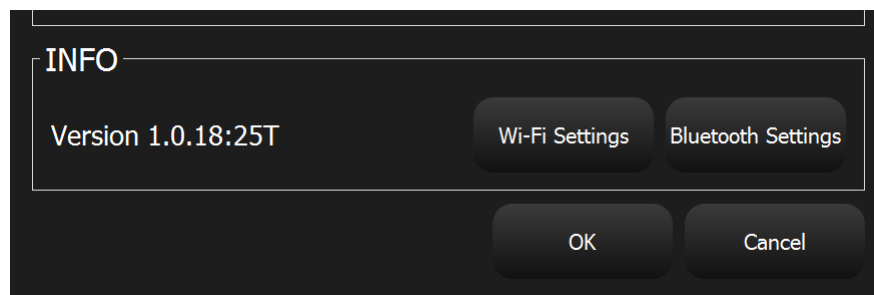 INFO
Version 1.0.18:25T
Wi-Fi Settings
Bluetooth Settings
OK
Cancel